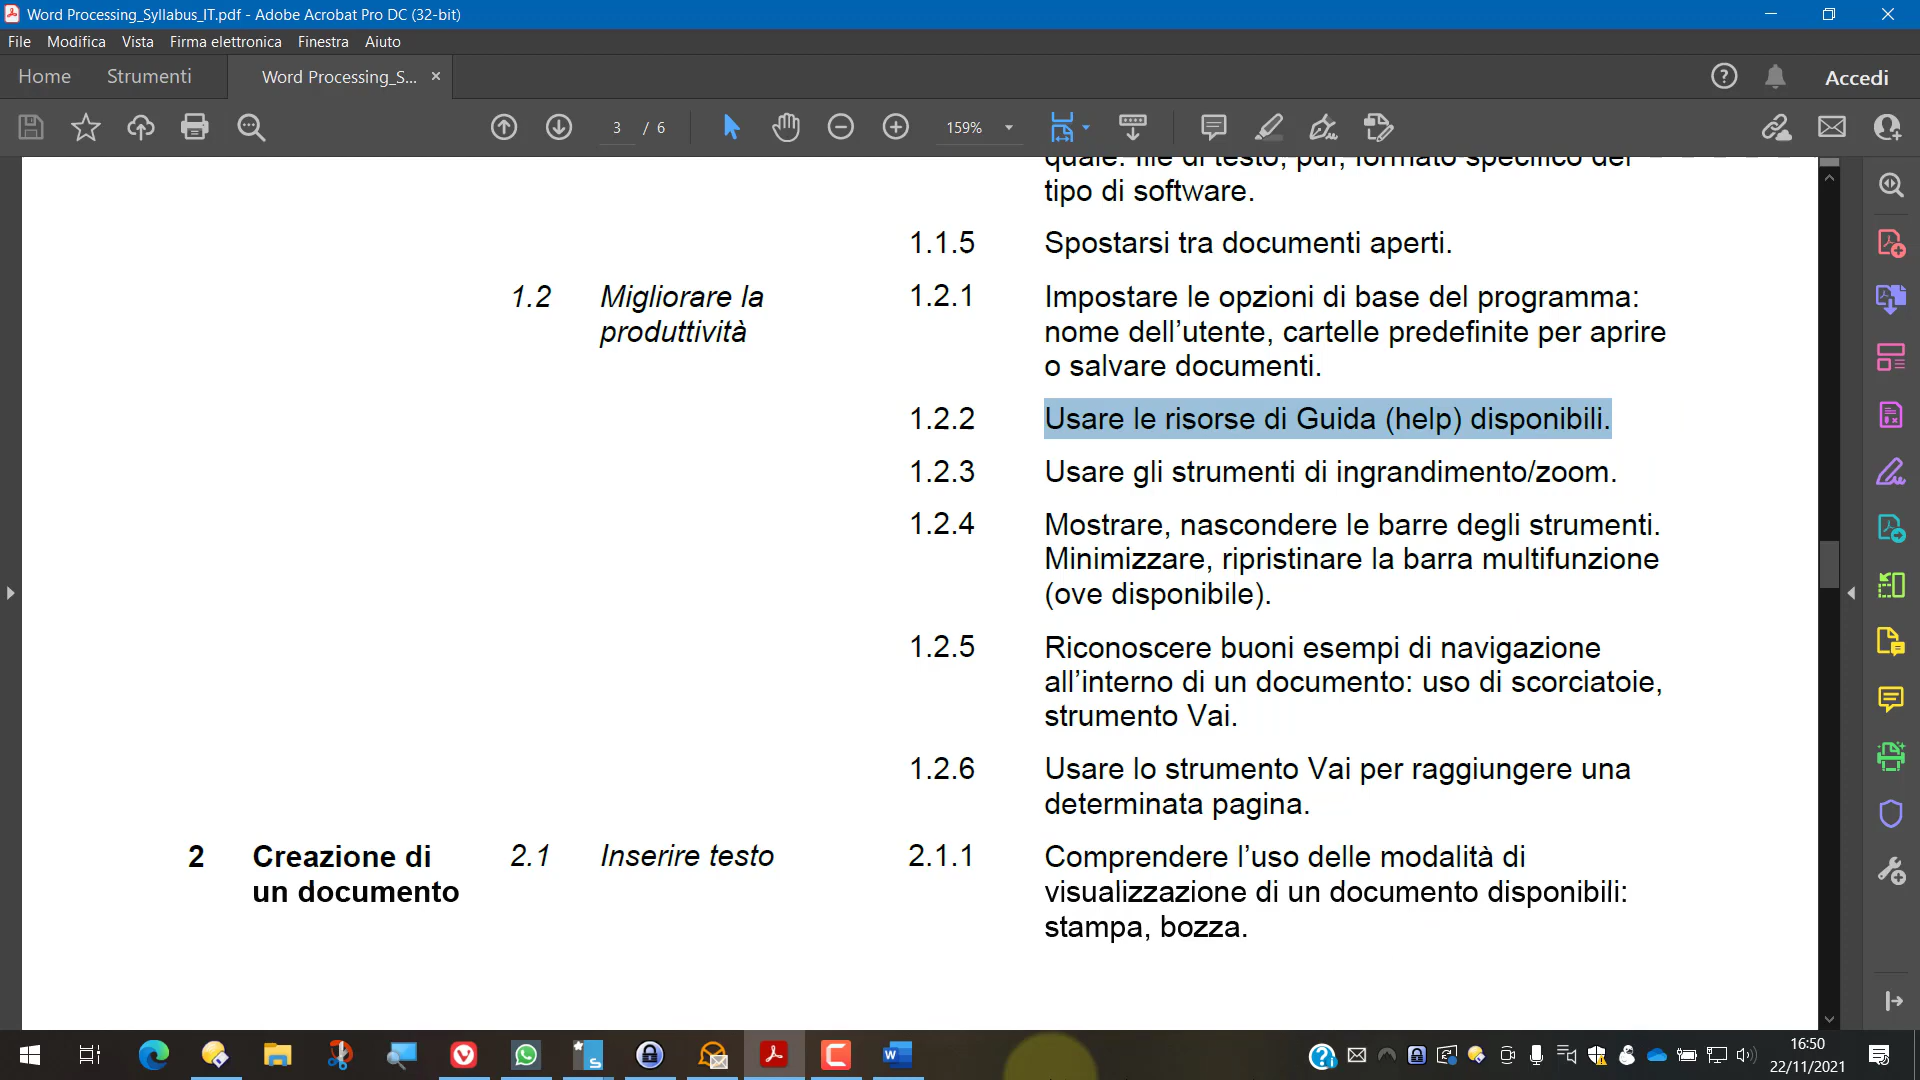 Word Processing_Syllabus_IT.pdf - Adobe Acrobat Pro DC (32-bit)
File Modifica Vista Firma elettronica Finestra Aiuto
Home Strumenti Word Processing_S... Accedi
3 / 6 159%
quale: file di testo, pdf, formato specifico del
tipo di software.
1.1.5 Spostarsi tra documenti aperti.
1.2 Migliorare la produttività
1.2.1 Impostare le opzioni di base del programma:
nome dell’utente, cartelle predefinite per aprire
o salvare documenti.
1.2.2 Usare le risorse di Guida (help) disponibili.
1.2.3 Usare gli strumenti di ingrandimento/zoom.
1.2.4 Mostrare, nascondere le barre degli strumenti.
Minimizzare, ripristinare la barra multifunzione
(ove disponibile).
1.2.5 Riconoscere buoni esempi di navigazione
all’interno di un documento: uso di scorciatoie,
strumento Vai.
1.2.6 Usare lo strumento Vai per raggiungere una
determinata pagina.
2 Creazione di un documento
2.1 Inserire testo
2.1.1 Comprendere l’uso delle modalità di
visualizzazione di un documento disponibili:
stampa, bozza.
16:50
22/11/2021